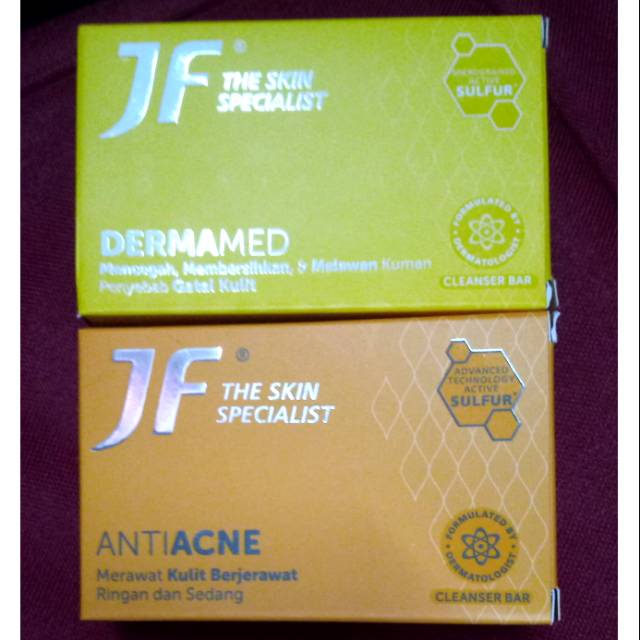 JF®
THE SKIN
SPECIALIST
MICROGRAINED
ACTIVE
SULFUR
DERMAMED
Mencegah, Membersihkan, & Melawan Kuman
Penyebab Gatal Kulit
FORMULATED BY DERMATOLOGIST
CLEANSER BAR
JF®
THE SKIN
SPECIALIST
ADVANCED
TECHNOLOGY
ACTIVE
SULFUR
ANTIACNE
Merawat Kulit Berjerawat
Ringan dan Sedang
FORMULATED BY DERMATOLOGIST
CLEANSER BAR